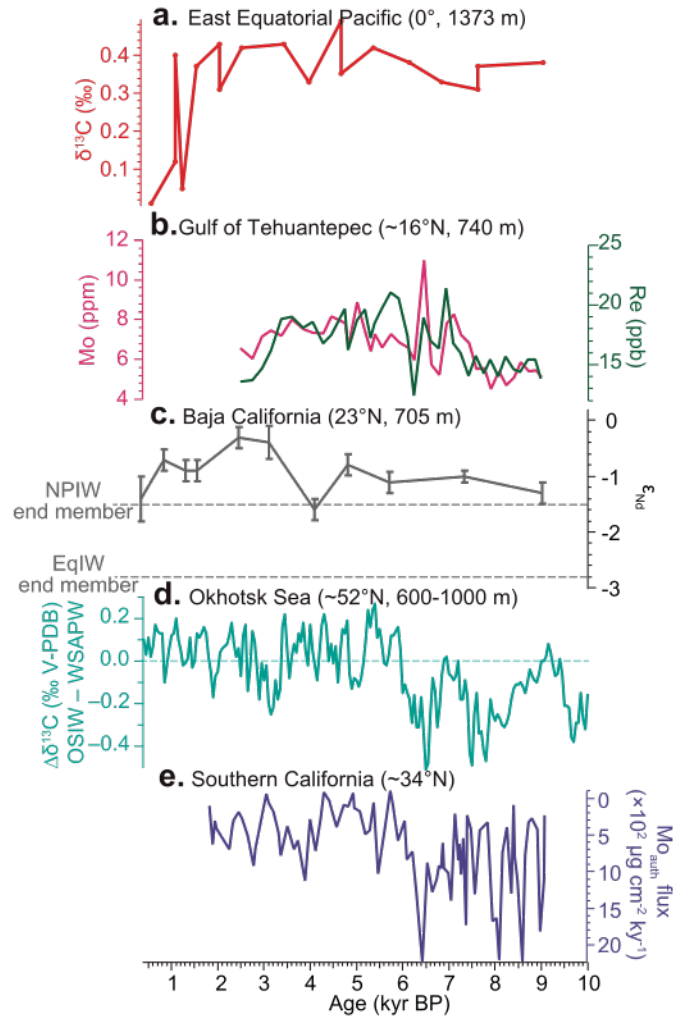 a. East Equatorial Pacific (0°, 1373 m)
0.4
0.3
0.2
0.1
δ¹³C (‰)
b. Gulf of Tehuantepec (~16°N, 740 m)
12
10
8
6
4
Mo (ppm)
25
20
15
Re (ppb)
c. Baja California (23°N, 705 m)
0
-1
-2
-3
εNd
NPIW
end member
EqIW
end member
d. Okhotsk Sea (~52°N, 600-1000 m)
0.2
0.0
−0.2
−0.4
Δδ¹³C (‰ V-PDB)
OSIW – WSAPW
e. Southern California (~34°N)
0
5
10
15
20
Mo_auth flux
(×10² µg cm⁻² ky⁻¹)
1 2 3 4 5 6 7 8 9 10
Age (kyr BP)